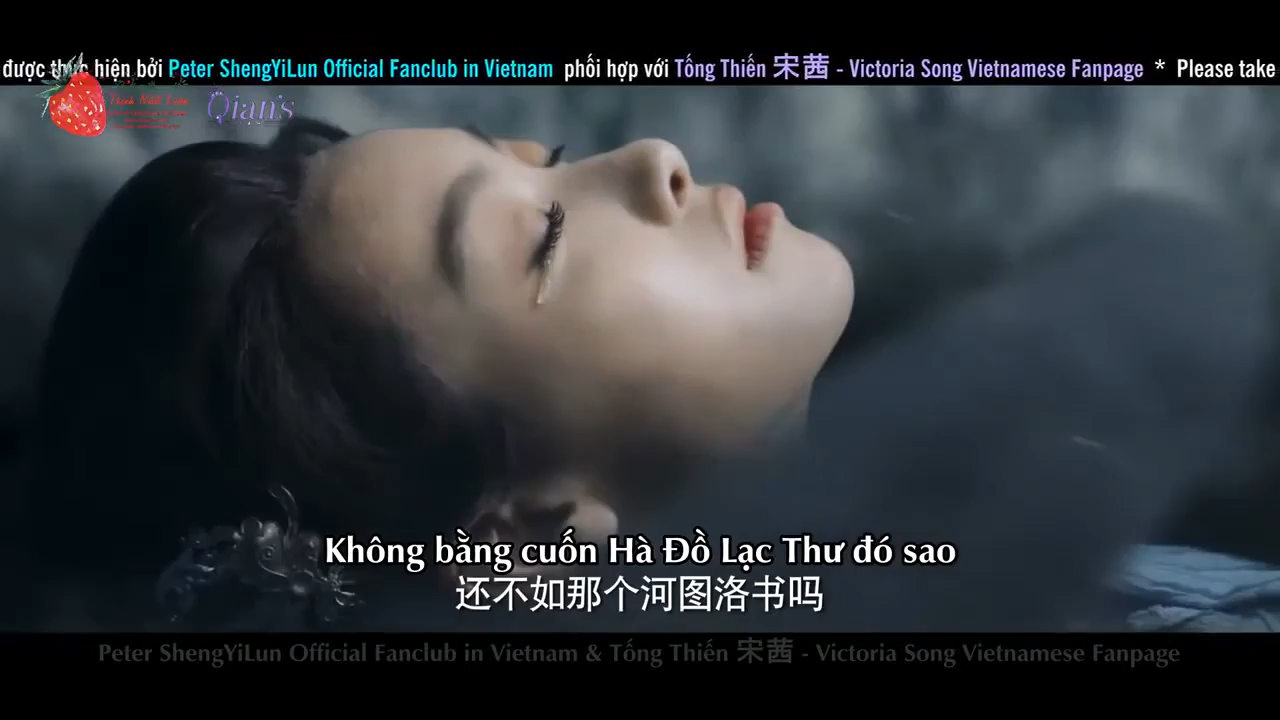 được thực hiện bởi Peter ShengYiLun Official Fanclub in Vietnam phối hợp với Tống Thiến 宋茜 - Victoria Song Vietnamese Fanpage * Please take
Qian's
Không bằng cuốn Hà Đồ Lạc Thư đó sao
还不如那个河图洛书吗
Peter ShengYiLun Official Fanclub in Vietnam & Tống Thiến 宋茜 - Victoria Song Vietnamese Fanpage